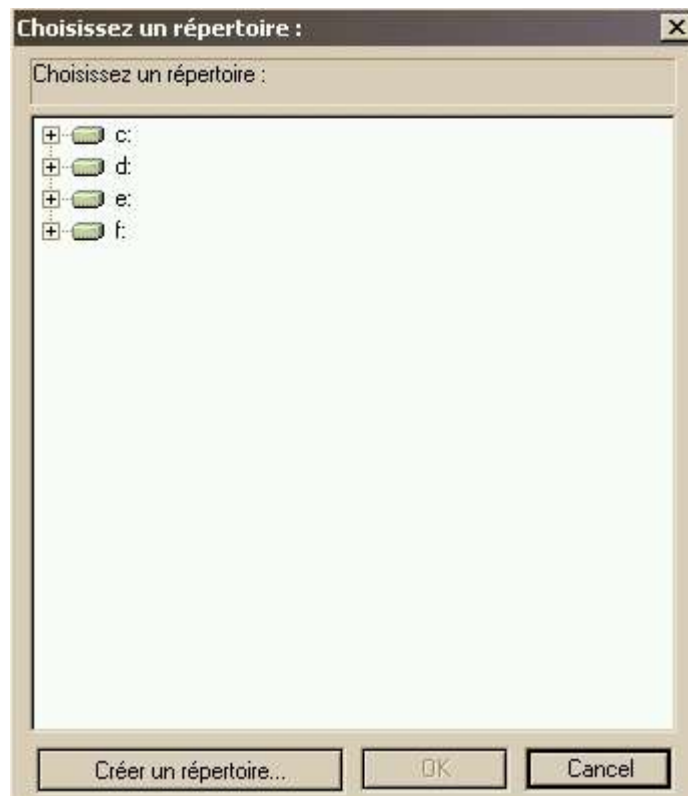 Choisissez un répertoire :
Choisissez un répertoire :
c:
d:
e:
f:
Créer un répertoire...
OK
Cancel